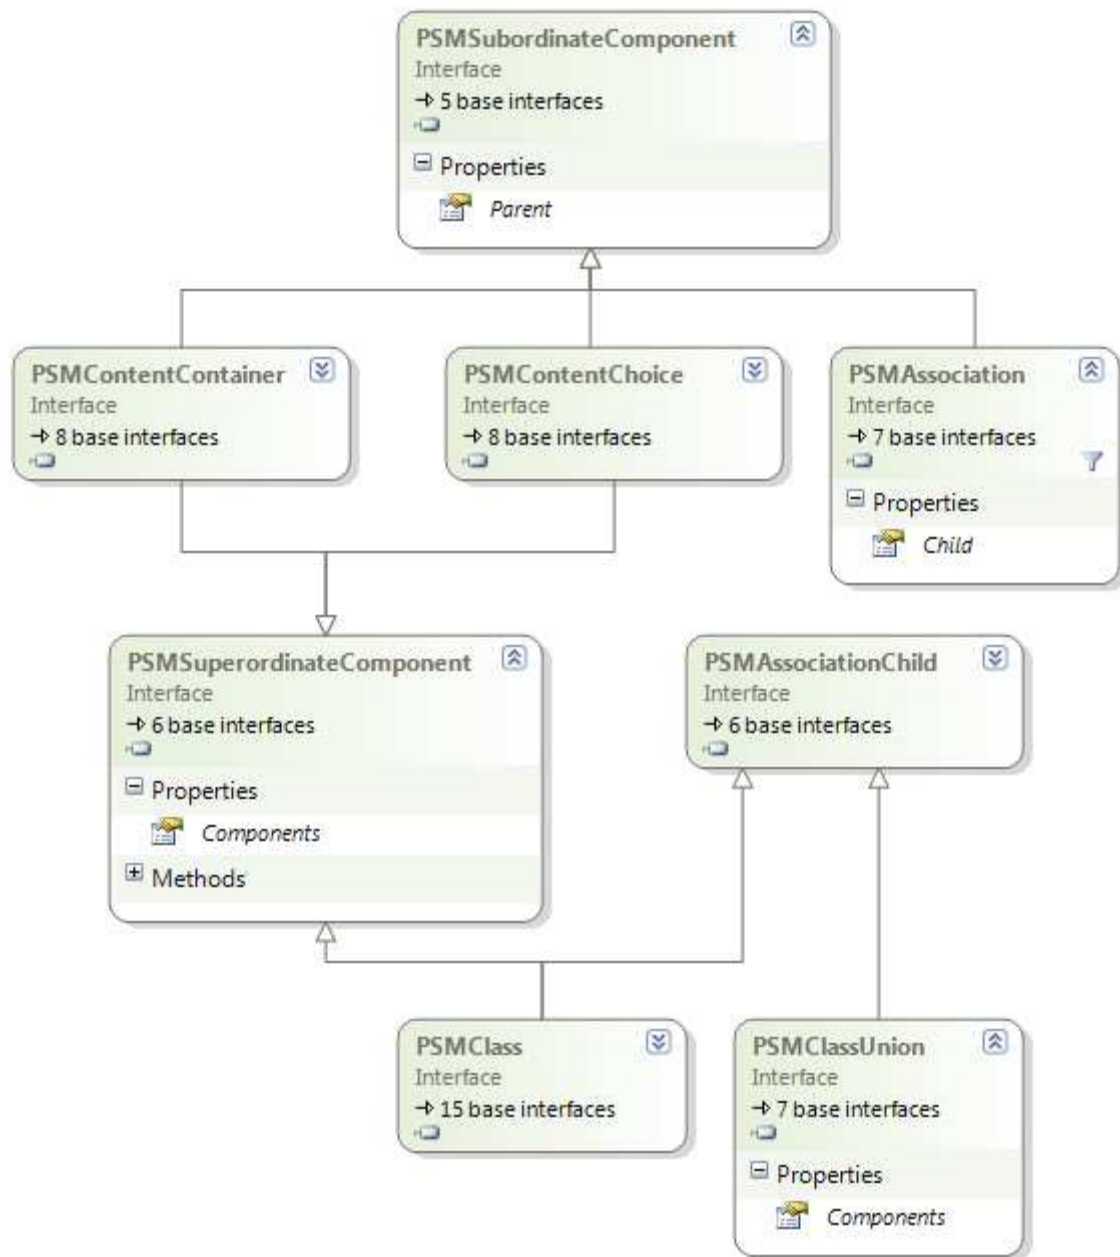 PSMSubordinateComponent
Interface
5 base interfaces
Properties
Parent
PSMContentContainer
Interface
8 base interfaces
PSMContentChoice
Interface
8 base interfaces
PSMAssociation
Interface
7 base interfaces
Properties
Child
PSMSuperordinateComponent
Interface
6 base interfaces
Properties
Components
Methods
PSMAssociationChild
Interface
6 base interfaces
PSMClass
Interface
15 base interfaces
PSMClassUnion
Interface
7 base interfaces
Properties
Components